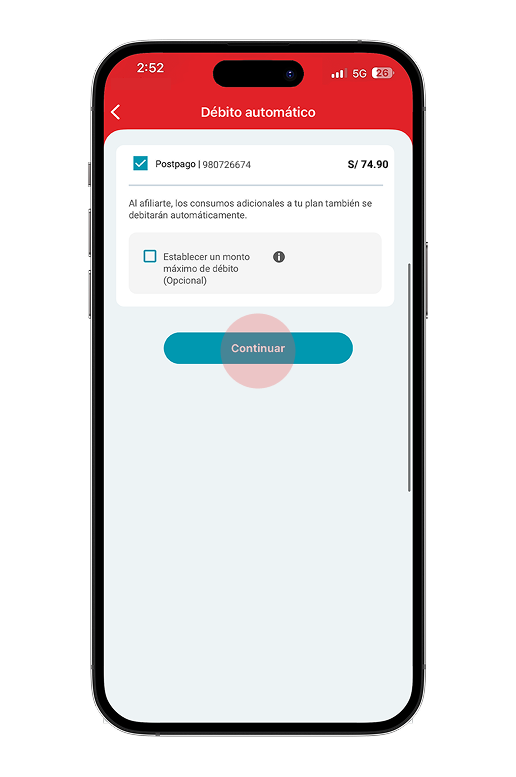 2:52
5G 26
Débito automático
Postpago | 980726674 S/ 74.90
Al afiliarte, los consumos adicionales a tu plan también se
debitarán automáticamente.
Establecer un monto
máximo de débito
(Opcional)
Continuar